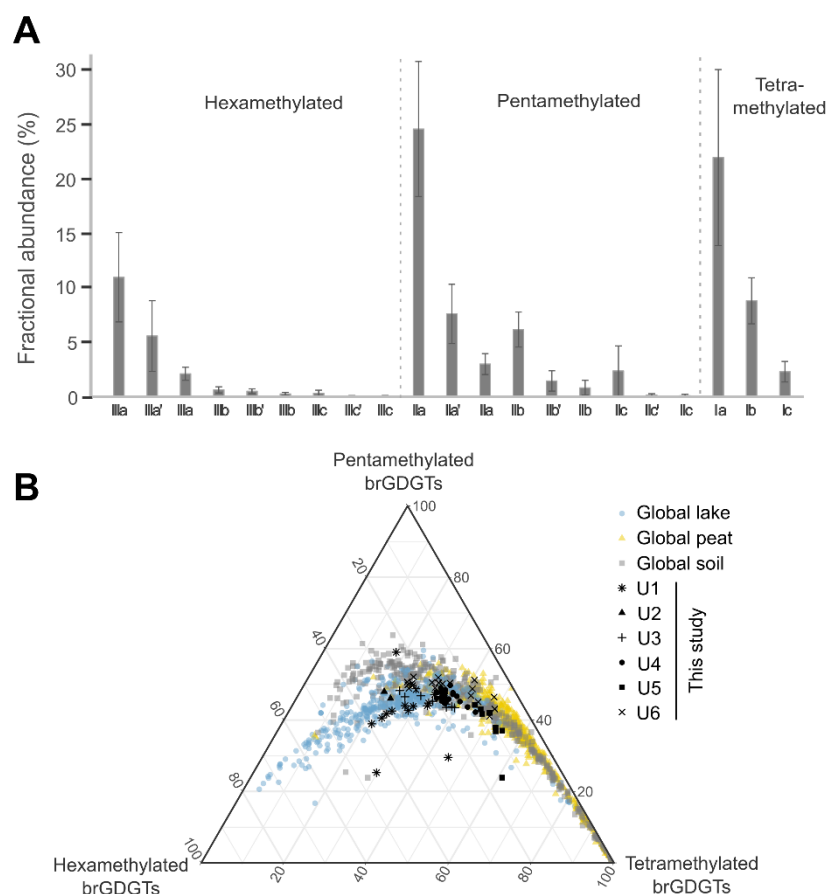 A
Fractional abundance (%)
30
25
20
15
10
5
0
Hexamethylated
Pentamethylated
Tetra-
methylated
IIIa IIIa' IIIa IIIb IIIb' IIIb IIIc IIIc' IIIc IIa IIa' IIa IIb IIb' IIb IIc IIc' IIc Ia Ib Ic
B
Pentamethylated
brGDGTs
100
20
80
40
60
60
40
80
20
100
20
40
60
80
100
Hexamethylated
brGDGTs
Tetramethylated
brGDGTs
Global lake
Global peat
Global soil
U1
U2
U3
U4
U5
U6
This study